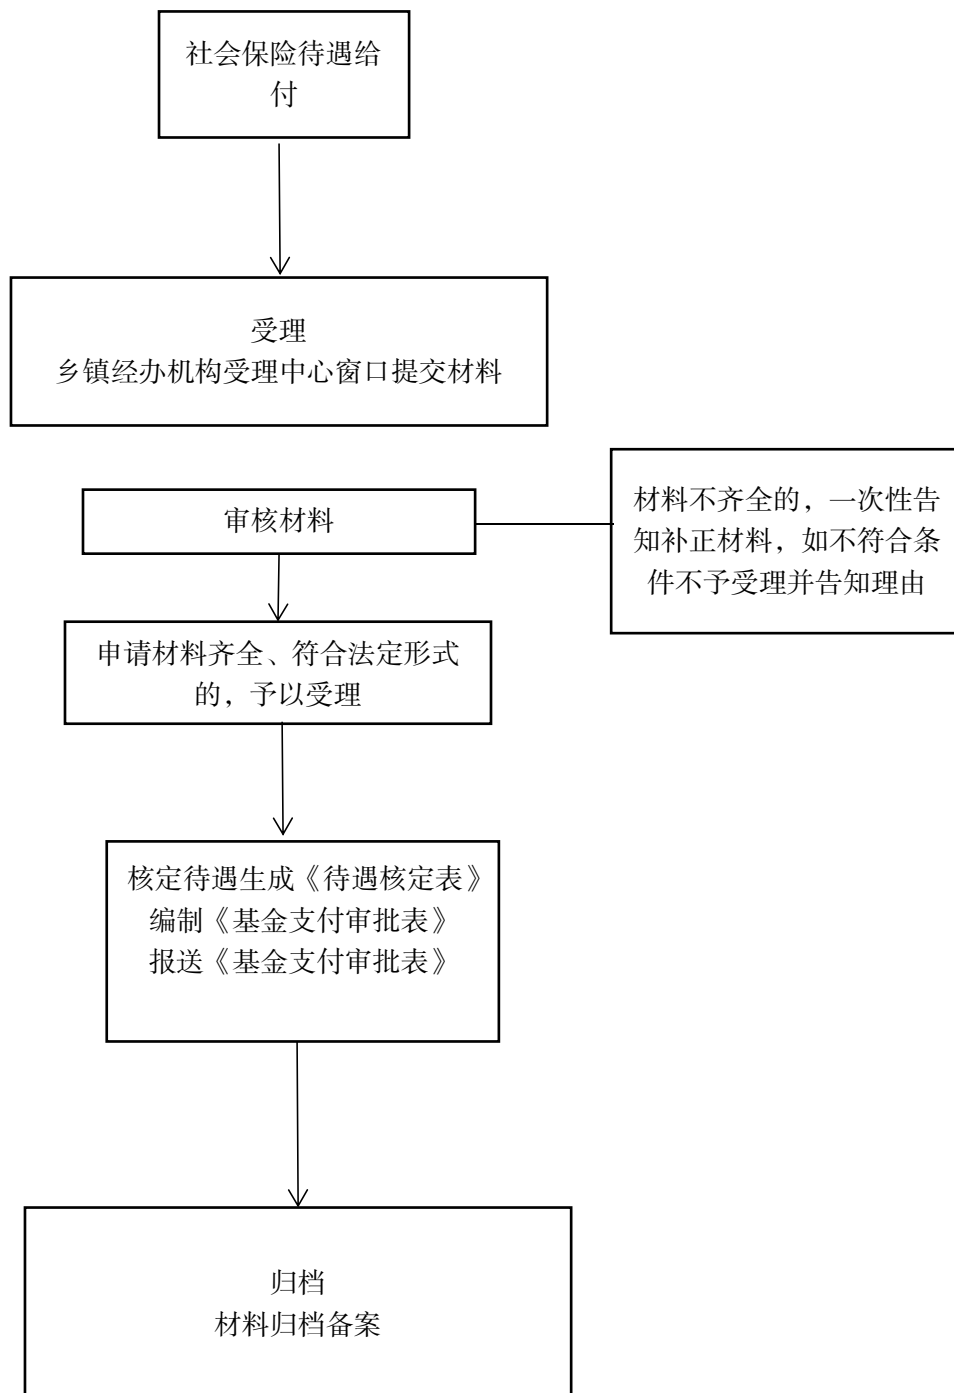 社会保险待遇给
付
受理
乡镇经办机构受理中心窗口提交材料
审核材料
材料不齐全的，一次性告
知补正材料，如不符合条
件不予受理并告知理由
申请材料齐全、符合法定形式
的，予以受理
核定待遇生成《待遇核定表》
编制《基金支付审批表》
报送《基金支付审批表》
归档
材料归档备案